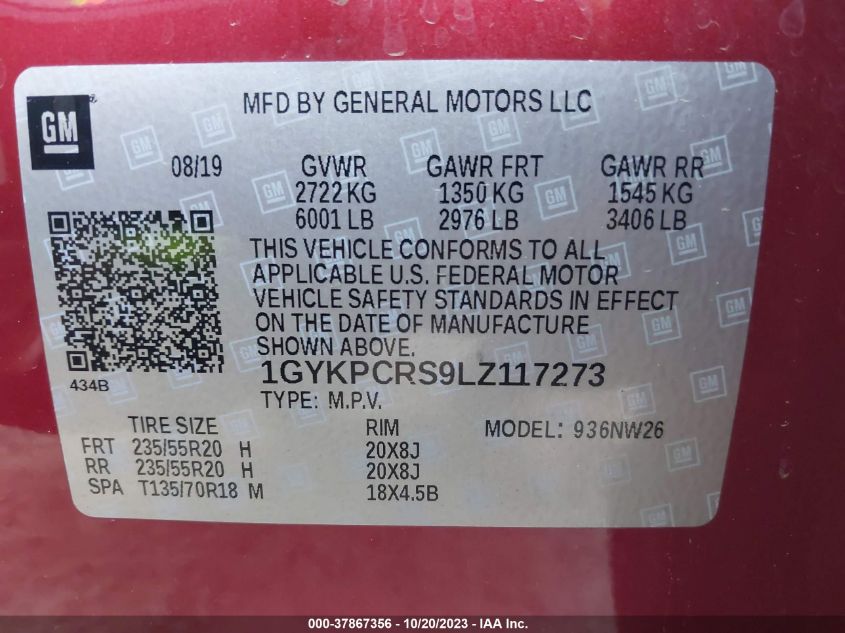 GM
MFD BY GENERAL MOTORS LLC
08/19 GVWR GAWR FRT GAWR RR
2722 KG 1350 KG 1545 KG
6001 LB 2976 LB 3406 LB
THIS VEHICLE CONFORMS TO ALL
APPLICABLE U.S. FEDERAL MOTOR
VEHICLE SAFETY STANDARDS IN EFFECT
ON THE DATE OF MANUFACTURE
SHOWN ABOVE.
434B
1GYKPCRS9LZ117273
TYPE: M.P.V.
TIRE SIZE RIM MODEL: 936NW26
FRT 235/55R20 H 20X8J
RR 235/55R20 H 20X8J
SPA T135/70R18 M 18X4.5B
000-37867356 - 10/20/2023 - IAA Inc.